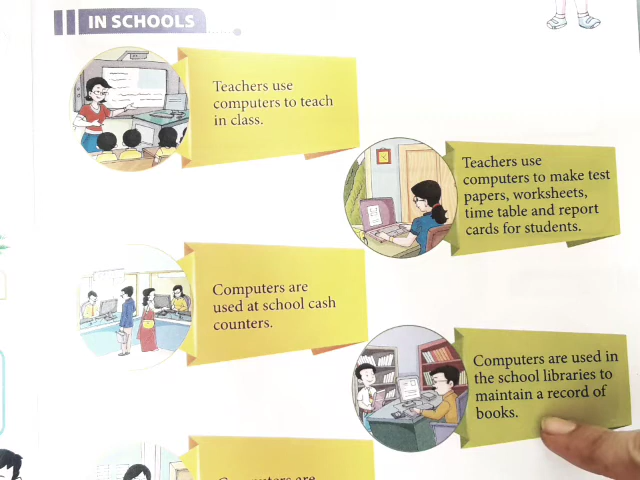 IN SCHOOLS
Teachers use
computers to teach
in class.
Teachers use
computers to make test
papers, worksheets,
time table and report
cards for students.
Computers are
used at school cash
counters.
Computers are used in
the school libraries to
maintain a record of
books.
Computers are